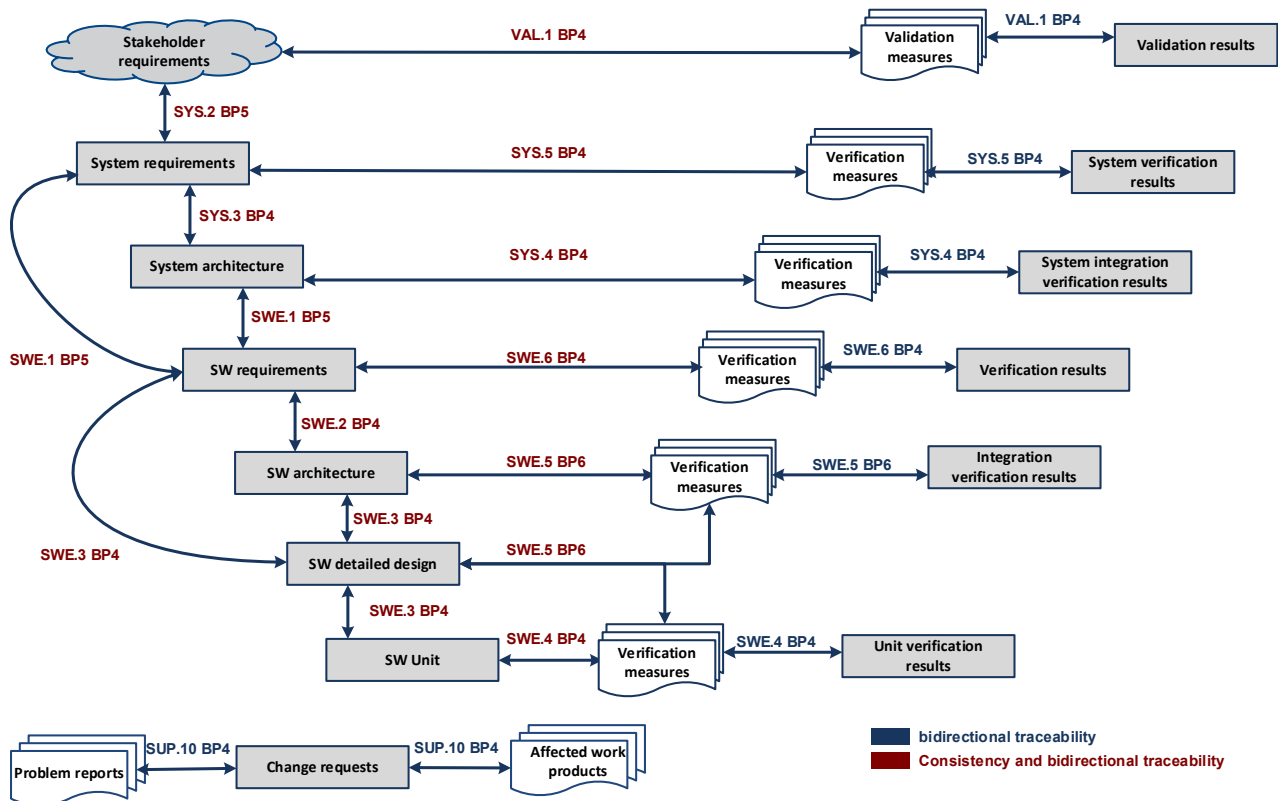 Stakeholder
requirements
VAL.1 BP4
Validation
measures
VAL.1 BP4
Validation results
SYS.2 BP5
System requirements
SYS.5 BP4
Verification
measures
SYS.5 BP4
System verification
results
SYS.3 BP4
System architecture
SYS.4 BP4
Verification
measures
SYS.4 BP4
System integration
verification results
SWE.1 BP5
SWE.1 BP5
SW requirements
SWE.6 BP4
Verification
measures
SWE.6 BP4
Verification results
SWE.2 BP4
SW architecture
SWE.5 BP6
Verification
measures
SWE.5 BP6
Integration
verification results
SWE.3 BP4
SWE.3 BP4
SW detailed design
SWE.5 BP6
SWE.3 BP4
SW Unit
SWE.4 BP4
Verification
measures
SWE.4 BP4
Unit verification
results
Problem reports
SUP.10 BP4
Change requests
SUP.10 BP4
Affected work
products
bidirectional traceability
Consistency and bidirectional traceability